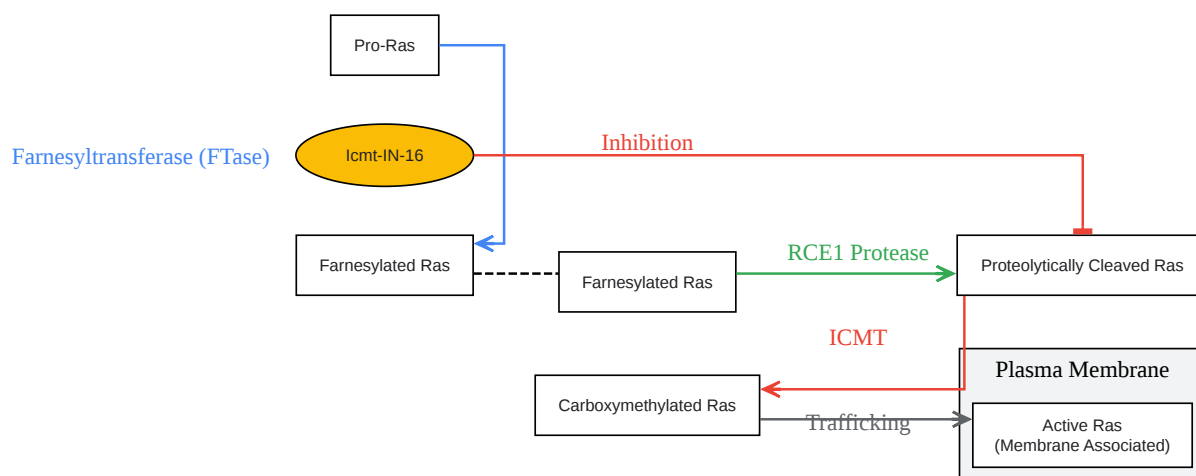 Pro-Ras
Farnesyltransferase (FTase)
Icmt-IN-16
Inhibition
Farnesylated Ras
Farnesylated Ras
RCE1 Protease
Proteolytically Cleaved Ras
ICMT
Plasma Membrane
Carboxymethylated Ras
Trafficking
Active Ras
(Membrane Associated)